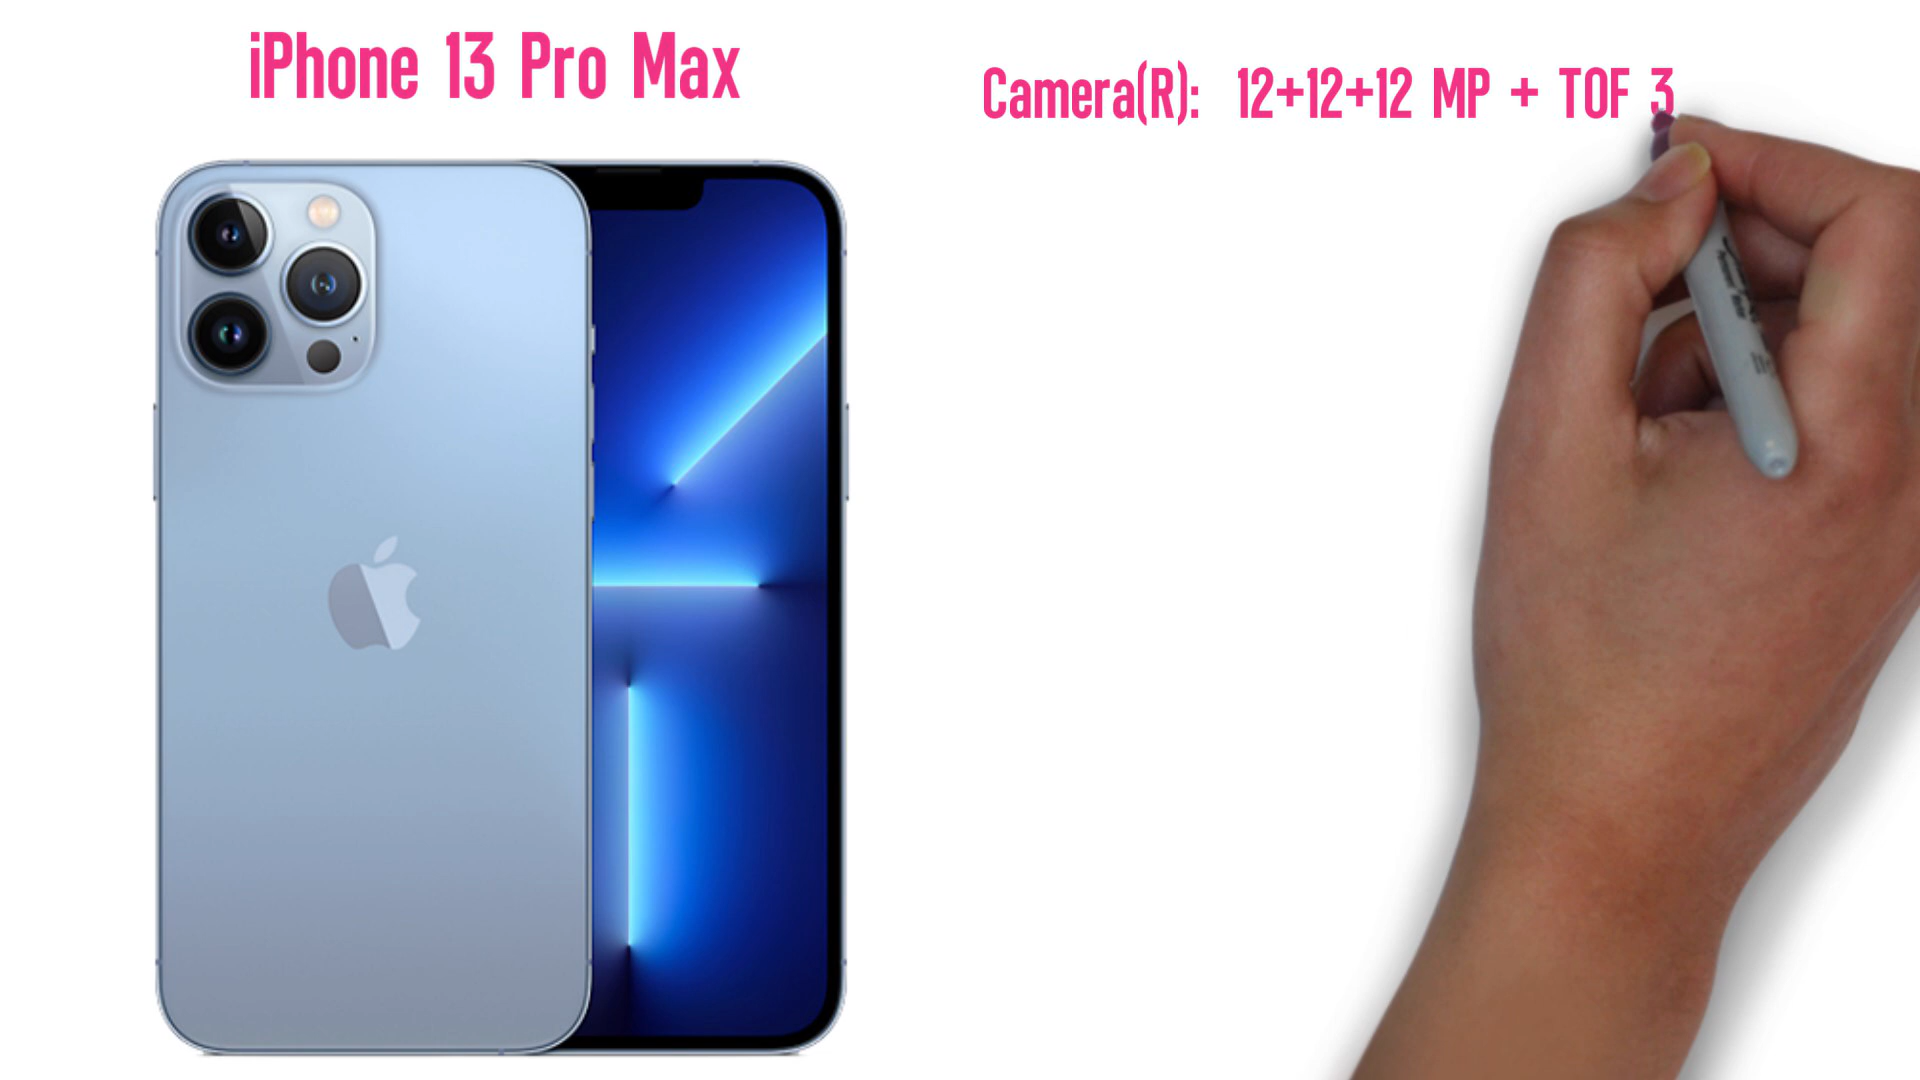 iPhone 13 Pro Max
Camera(R): 12+12+12 MP + TOF 3